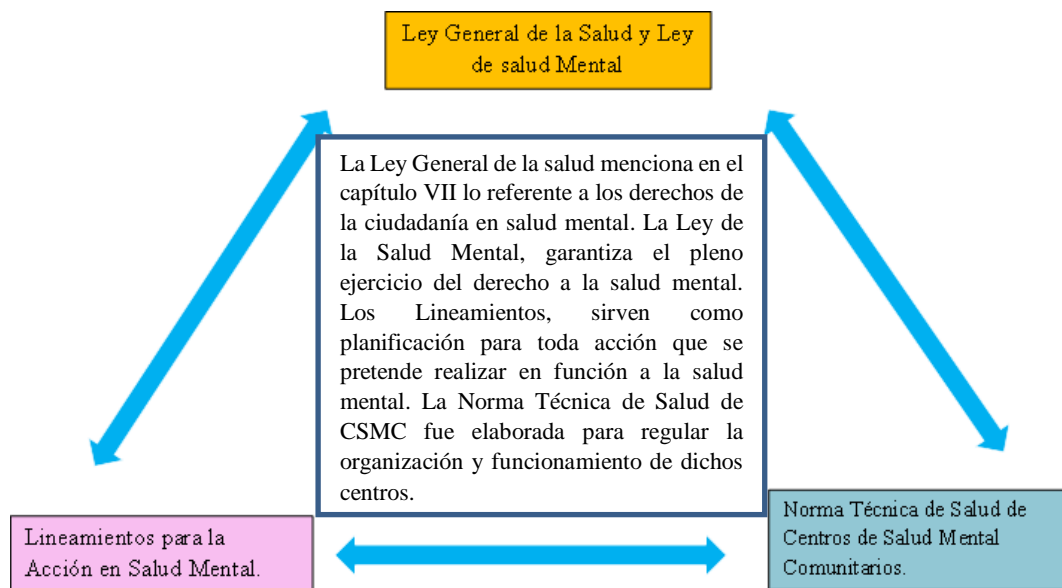 Ley General de la Salud y Ley
de salud Mental
La Ley General de la salud menciona en el
capítulo VII lo referente a los derechos de
la ciudadanía en salud mental. La Ley de
la Salud Mental, garantiza el pleno
ejercicio del derecho a la salud mental.
Los Lineamientos, sirven como
planificación para toda acción que se
pretende realizar en función a la salud
mental. La Norma Técnica de Salud de
CSMC fue elaborada para regular la
organización y funcionamiento de dichos
centros.
Lineamientos para la
Acción en Salud Mental.
Norma Técnica de Salud de
Centros de Salud Mental
Comunitarios.